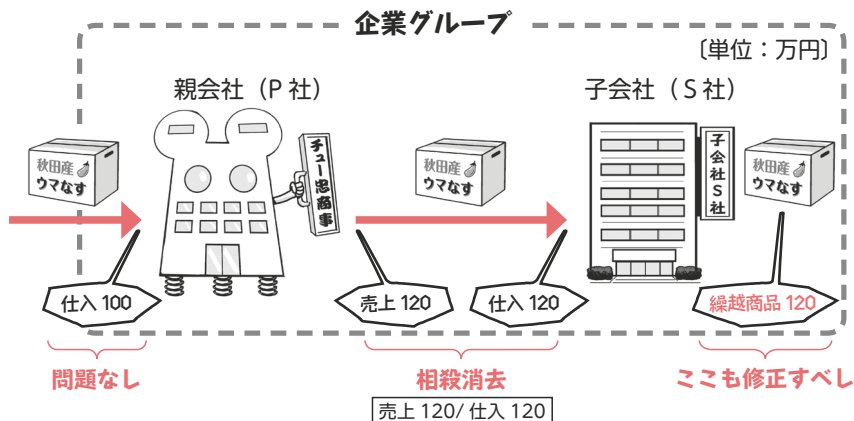 企業グループ
〔単位：万円〕
親会社（P 社）
子会社（S 社）
秋田産
ウマなす
チュー忠商事
秋田産
ウマなす
子会社S社
秋田産
ウマなす
仕入 100
売上 120
仕入 120
繰越商品 120
問題なし
相殺消去
ここも修正すべし
売上 120/ 仕入 120